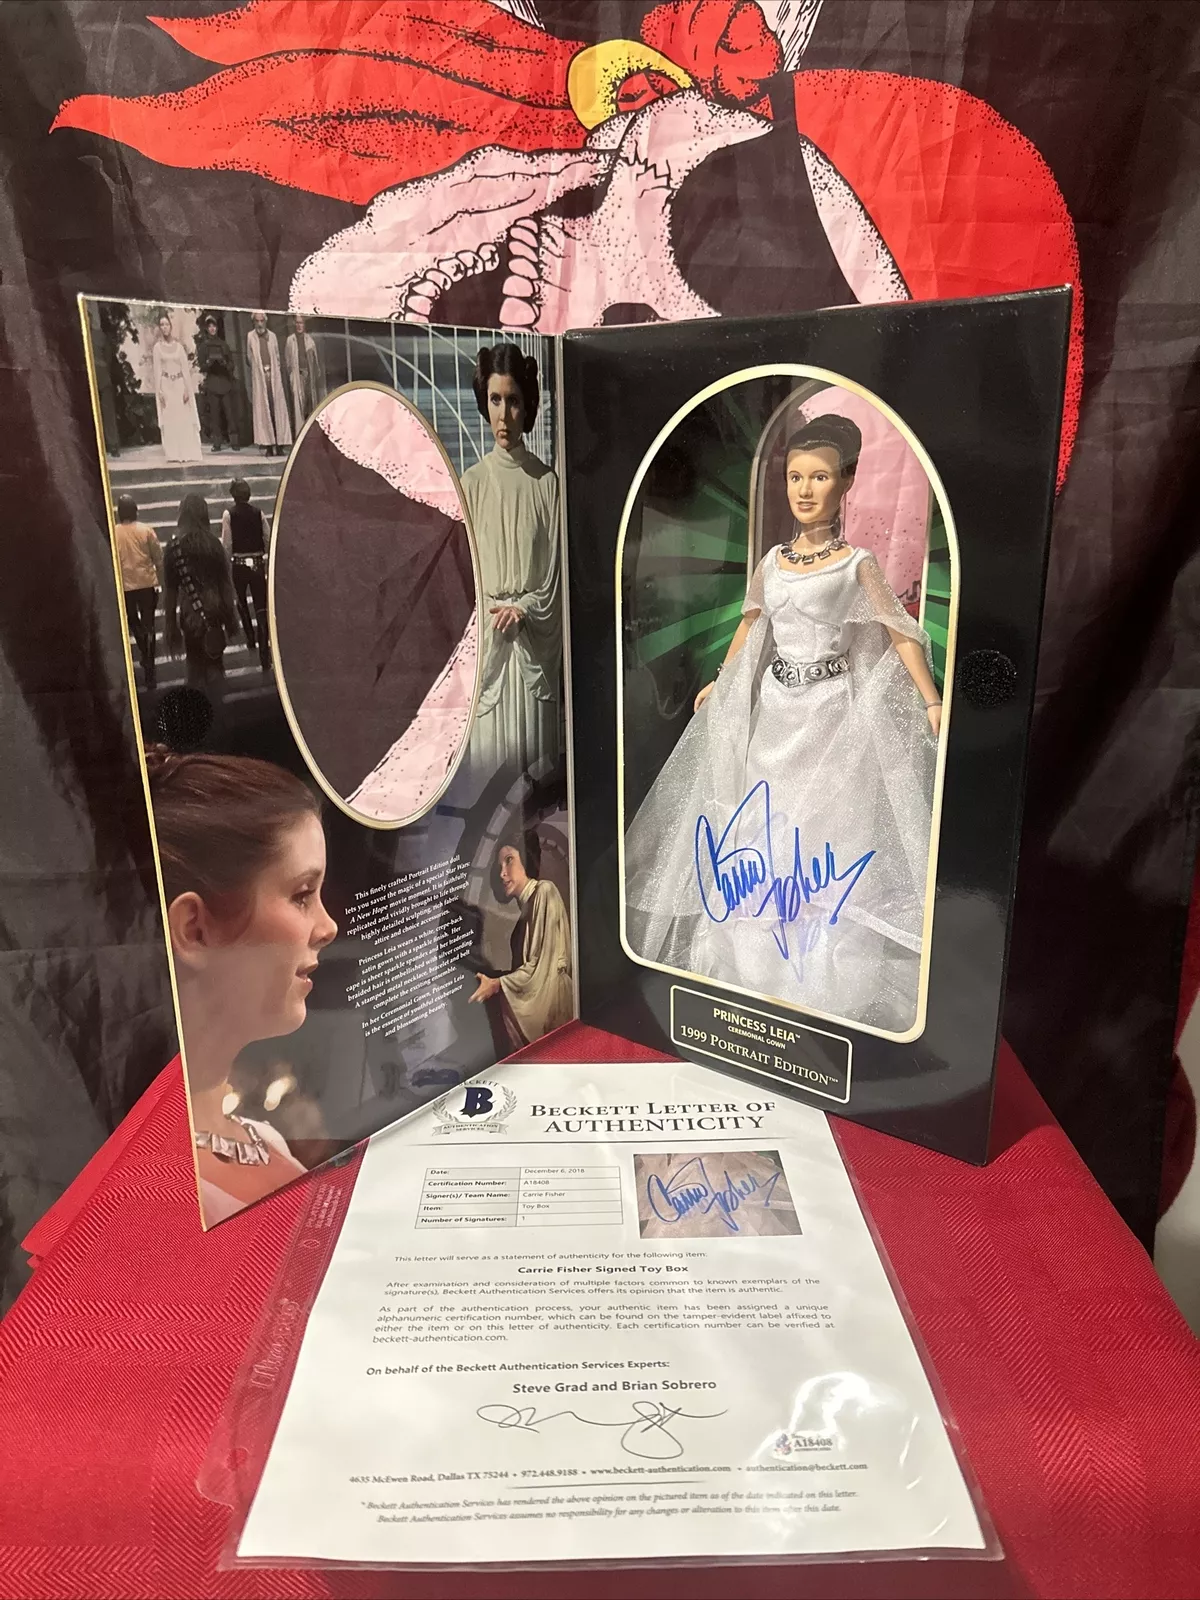 This finely crafted Portrait Edition doll
lets you savor the magic of a special Star Wars:
A New Hope movie moment. It is faithfully
replicated and vividly brought to life through
highly detailed sculpting, rich fabric
attire and choice accessories.
Princess Leia wears a white, crepe-back
satin gown with a sparkle finish. Her
cape is sheer sparkle spandex and her trademark
braided hair is embellished with silver cording.
A stamped metal necklace, bracelet and belt
complete the exciting ensemble.
In her Ceremonial Gown, Princess Leia
is the essence of youthful exuberance
and blossoming beauty.
Carrie Fisher
PRINCESS LEIA™
CEREMONIAL GOWN
1999 PORTRAIT EDITION™
BECKETT
B
AUTHENTICATION
SERVICES
BECKETT LETTER OF
AUTHENTICITY
Date: December 6, 2018
Certification Number: A18408
Signer(s)/ Team Name: Carrie Fisher
Item: Toy Box
Number of Signatures: 1
Carrie Fisher
This letter will serve as a statement of authenticity for the following item:
Carrie Fisher Signed Toy Box
After examination and consideration of multiple factors common to known exemplars of the
signature(s), Beckett Authentication Services offers its opinion that the item is authentic.
As part of the authentication process, your authentic item has been assigned a unique
alphanumeric certification number, which can be found on the tamper-evident label affixed to
either the item or on this letter of authenticity. Each certification number can be verified at
beckett-authentication.com.
On behalf of the Beckett Authentication Services Experts:
Steve Grad and Brian Sobrero
A18408
4635 McEwen Road, Dallas TX 75244 • 972.448.9188 • www.beckett-authentication.com • authentication@beckett.com
* Beckett Authentication Services has rendered the above opinion on the pictured item as of the date indicated on this letter.
Beckett Authentication Services assumes no responsibility for any changes or alteration to this item after this date.